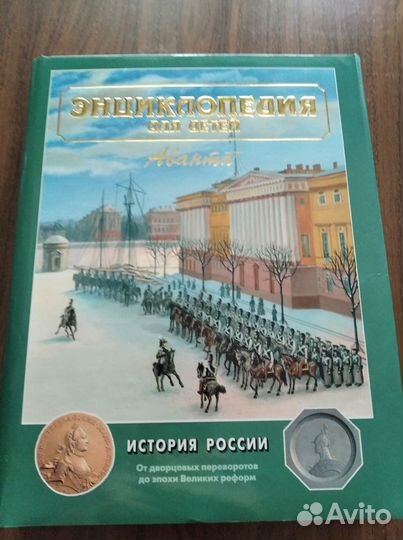 ЭНЦИКЛОПЕДИЯ
ДЛЯ ДЕТЕЙ
Аванта+
ИСТОРИЯ РОССИИ
От дворцовых переворотов
до эпохи Великих реформ
Avito